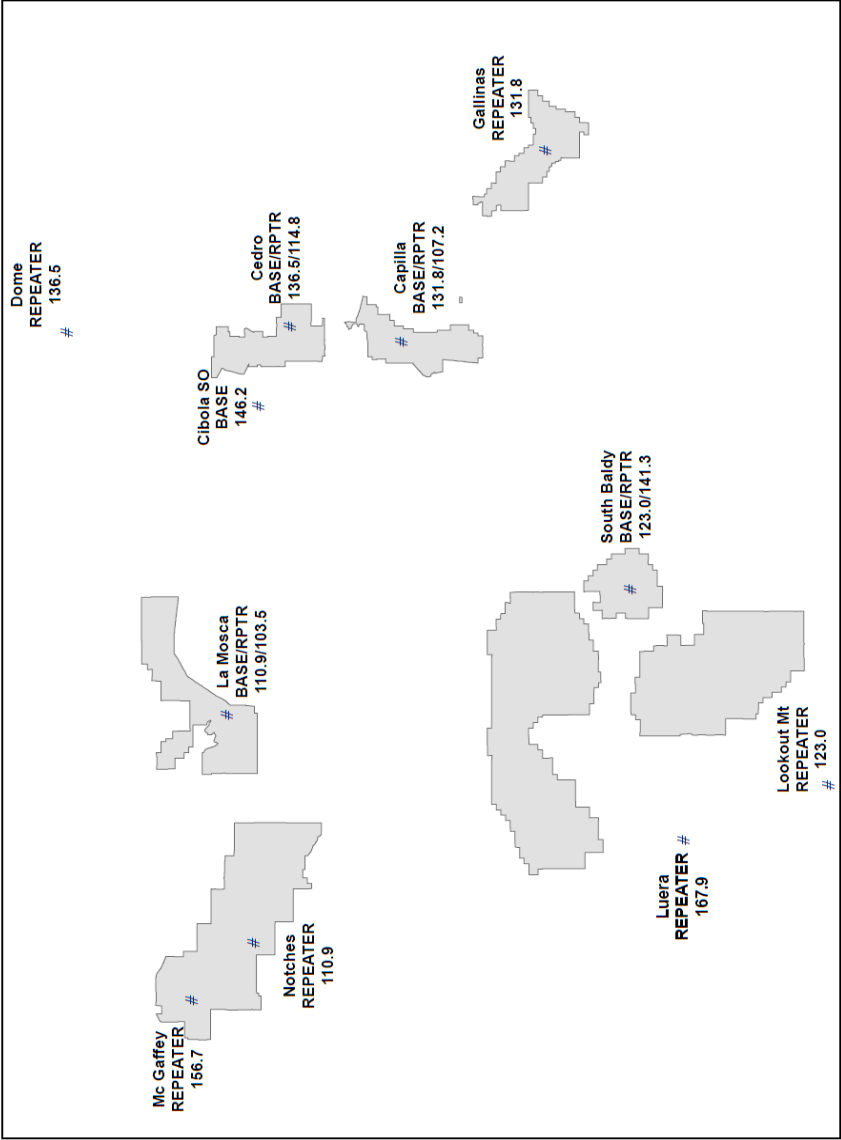 Dome
REPEATER
136.5
#
Mc Gaffey
REPEATER
156.7
#
Notches
REPEATER
110.9
#
La Mosca
BASE/RPTR
110.9/103.5
#
Cibola SO
BASE
146.2
#
Cedro
BASE/RPTR
136.5/114.8
#
Capilla
BASE/RPTR
131.8/107.2
#
Gallinas
REPEATER
131.8
#
South Baldy
BASE/RPTR
123.0/141.3
#
Luera
REPEATER
167.9
#
Lookout Mt
REPEATER
123.0
#